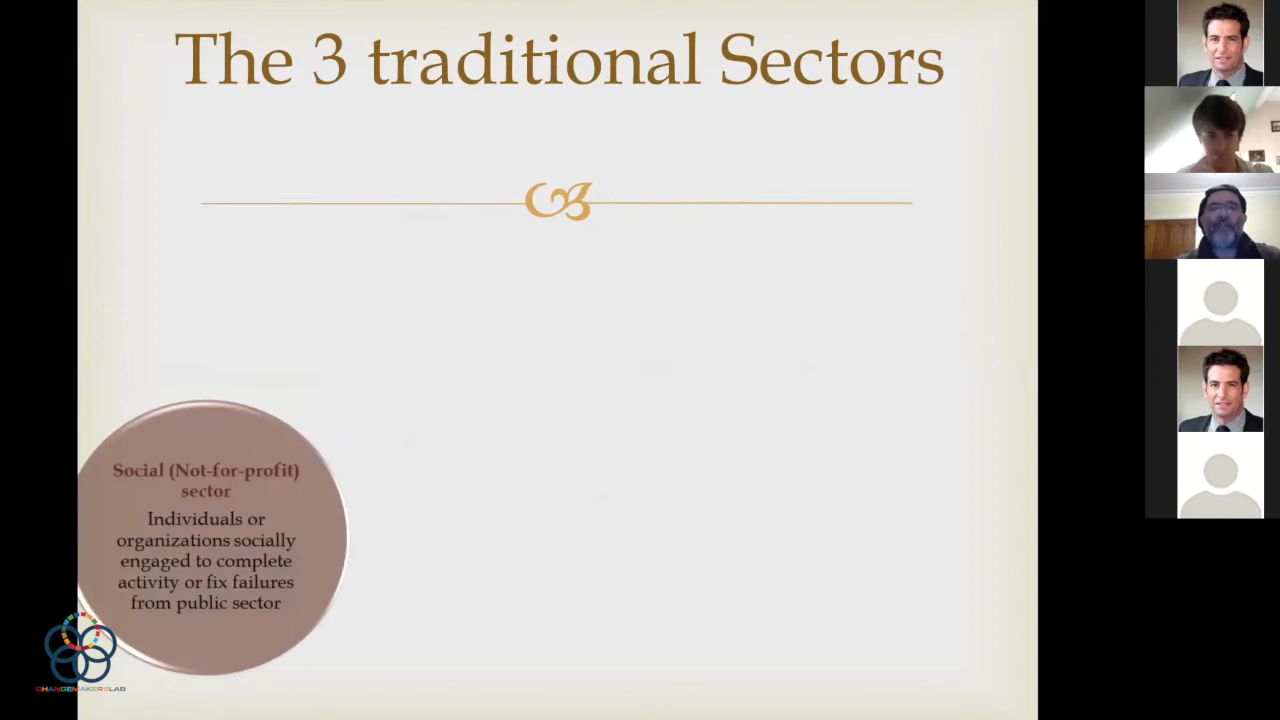 The 3 traditional Sectors
Social (Not-for-profit)
sector
Individuals or
organizations socially
engaged to complete
activity or fix failures
from public sector
CHANGEMAKERSLAB